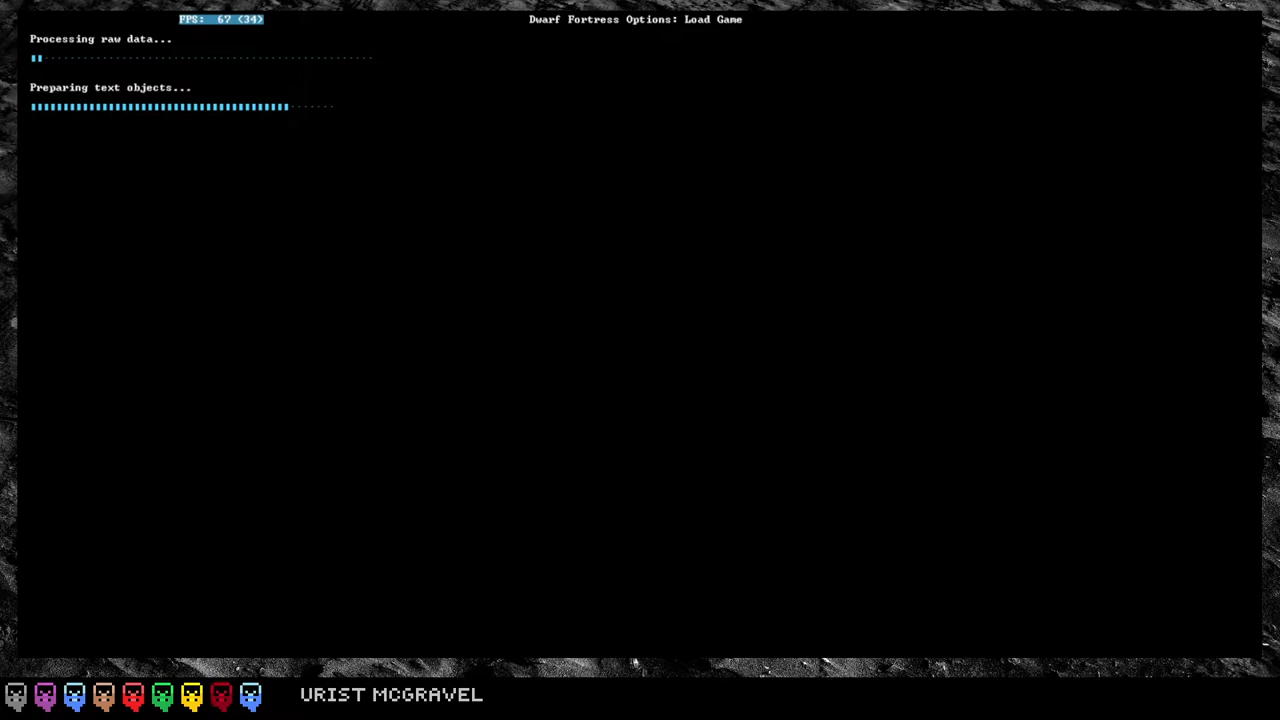 FPS:  67 (34)
Dwarf Fortress Options: Load Game
Processing raw data...
Preparing text objects...
URIST MCGRAVEL